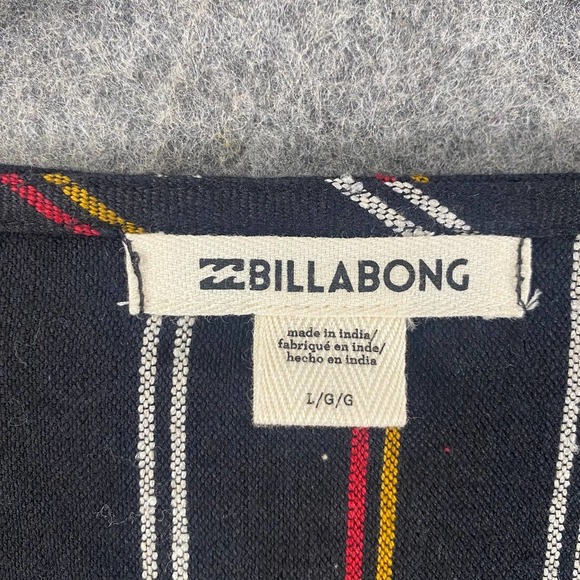 BILLABONG
made in india/
fabriqué en inde/
hecho en india
L/G/G